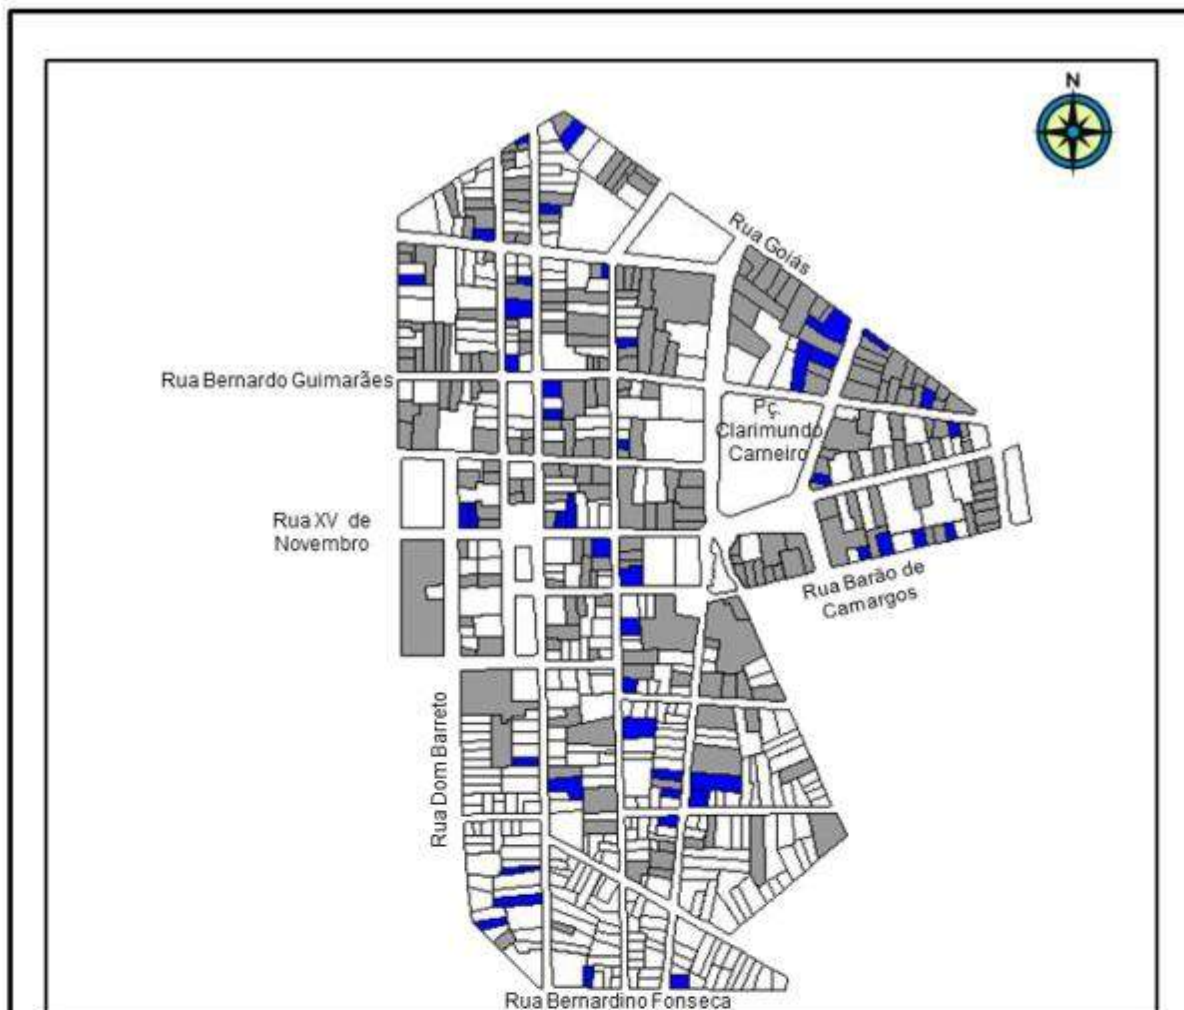 N
Rua Goiás
Rua Bernardo Guimarães
Pç.
Clarimundo
Carneiro
Rua XV de
Novembro
Rua Barão de
Camargos
Rua Dom Barreto
Rua Bernardino Fonseca